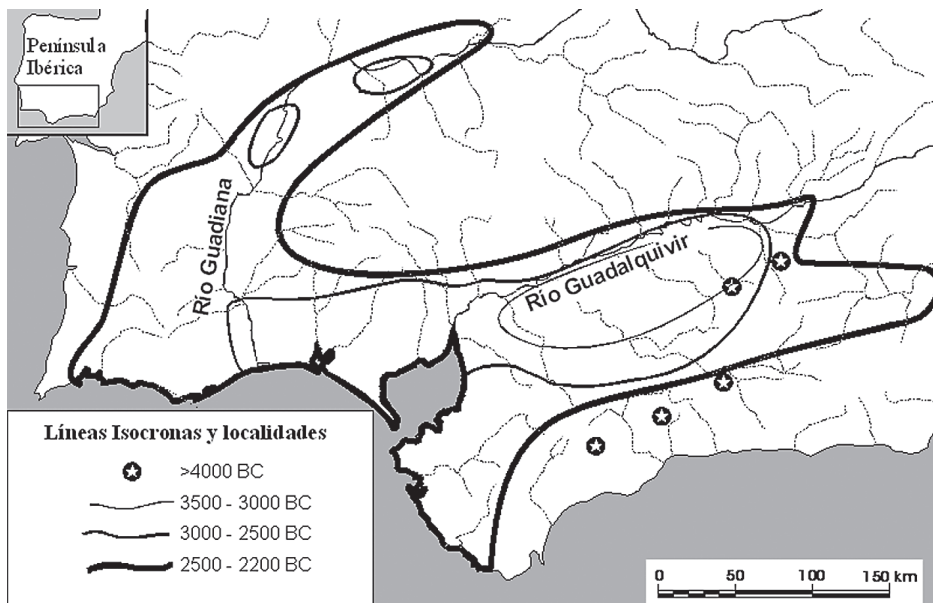 Península
Ibérica
Río Guadiana
Río Guadalquivir
Líneas Isocronas y localidades
>4000 BC
3500 - 3000 BC
3000 - 2500 BC
2500 - 2200 BC
0 50 100 150 km